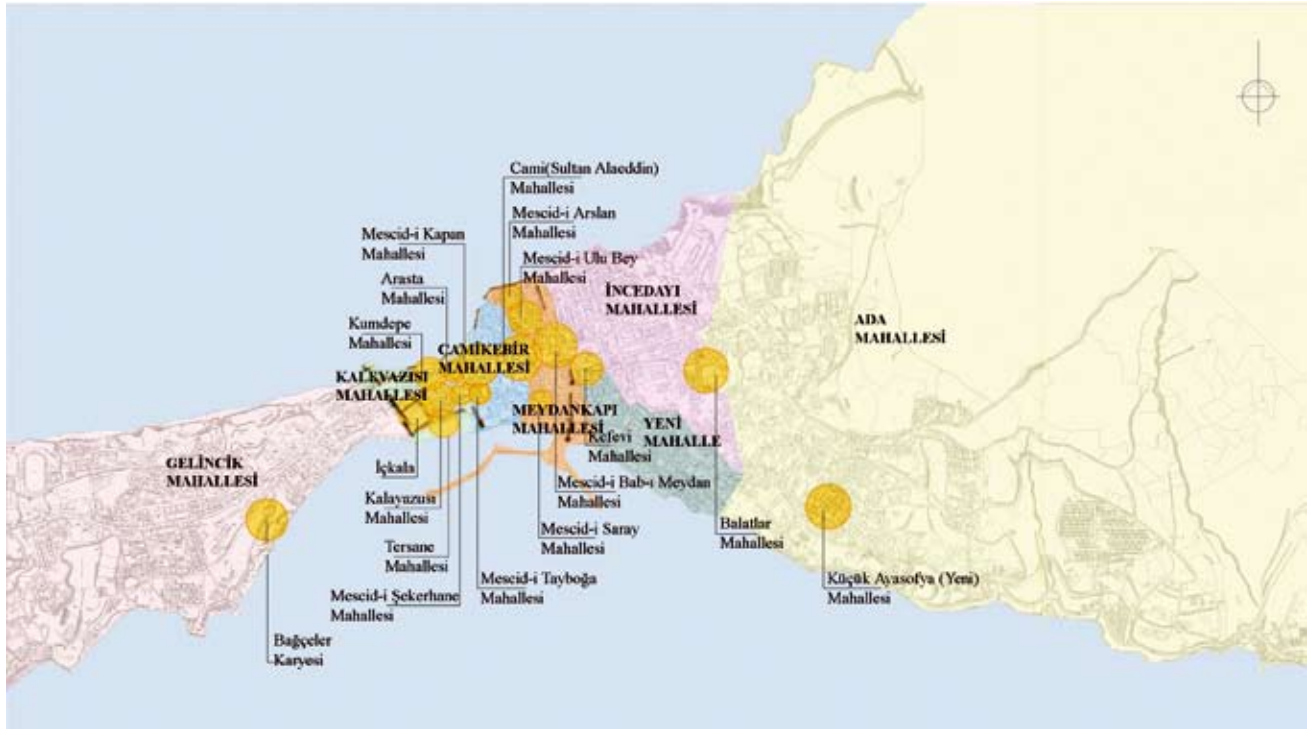 Cami(Sultan Alaeddin)
Mahallesi
Mescid-i Arslan
Mahallesi
Mescid-i Kapan
Mahallesi
Mescid-i Ulu Bey
Mahallesi
Arasta
Mahallesi
İNCEDAYI
MAHALLESİ
ADA
MAHALLESİ
Kumdepe
Mahallesi
CAMİKEBİR
MAHALLESİ
KALEYAZISI
MAHALLESİ
MEYDANKAPI
MAHALLESİ
YENİ
MAHALLE
Kefevi
Mahallesi
GELİNCİK
MAHALLESİ
İçkala
Mescid-i Bab-ı Meydan
Mahallesi
Kalayazusı
Mahallesi
Mescid-i Saray
Mahallesi
Balatlar
Mahallesi
Tersane
Mahallesi
Mescid-i Tayboğa
Mahallesi
Küçük Ayasofya (Yeni)
Mahallesi
Mescid-i Şekerhane
Mahallesi
Bağçeler
Karyesi